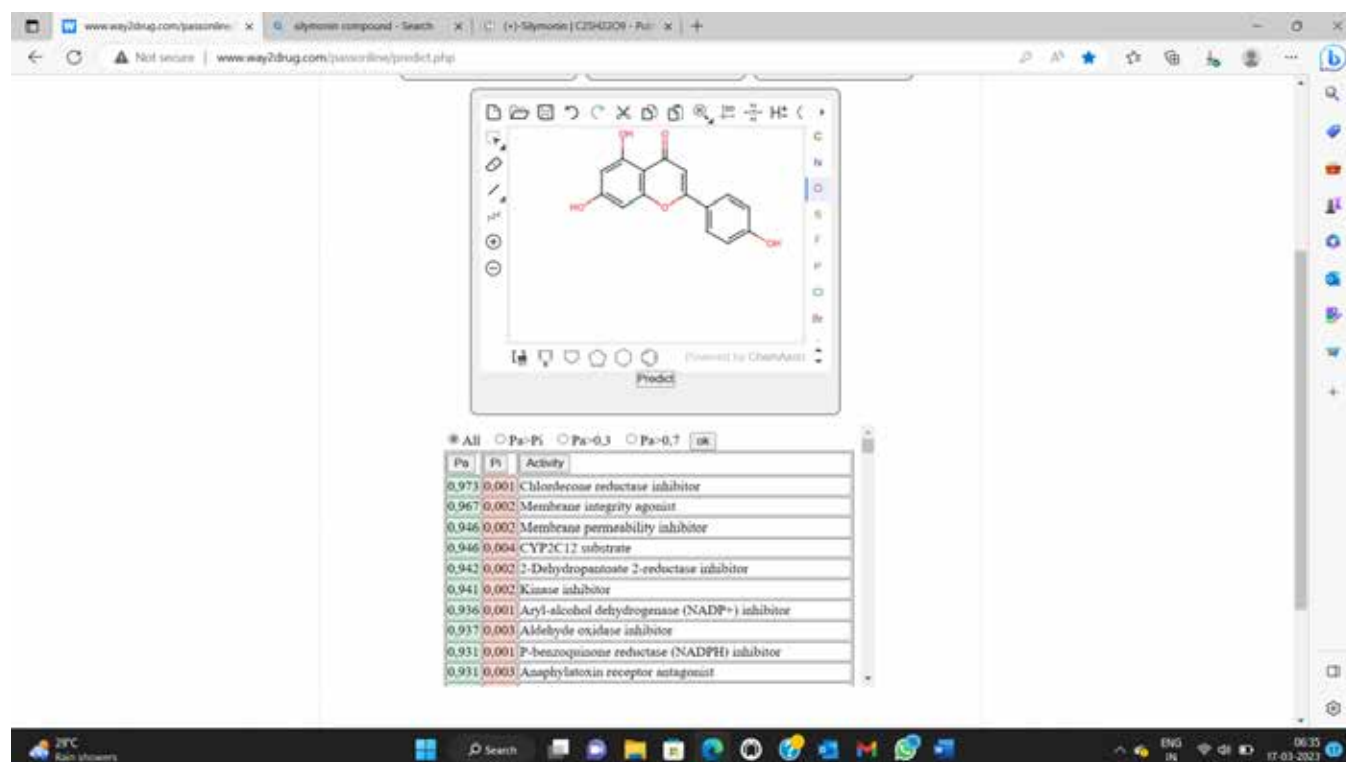 www.way2drug.com/passonline silymonin compound - Search (+)-Silymonin | C25H22O9 - Pub
Not secure | www.way2drug.com/passonline/predict.php
H±
OH O
HO O
OH
C
N
O
S
F
P
Cl
Br
Powered by ChemAxon
Predict
All Pa>Pi Pa>0,3 Pa>0,7 ok
Pa Pi Activity
0,973 0,001 Chlordecone reductase inhibitor
0,967 0,002 Membrane integrity agonist
0,946 0,002 Membrane permeability inhibitor
0,946 0,004 CYP2C12 substrate
0,942 0,002 2-Dehydropantoate 2-reductase inhibitor
0,941 0,002 Kinase inhibitor
0,936 0,001 Aryl-alcohol dehydrogenase (NADP+) inhibitor
0,937 0,003 Aldehyde oxidase inhibitor
0,931 0,001 P-benzoquinone reductase (NADPH) inhibitor
0,931 0,003 Anaphylatoxin receptor antagonist
29°C
Rain showers
Search
ENG
IN
06:35
17-03-2023